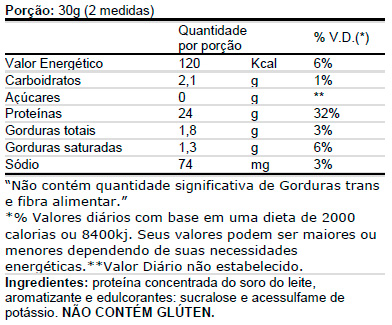 Porção: 30g (2 medidas)
Quantidade por porção % V.D.(*)
Valor Energético 120 Kcal 6%
Carboidratos 2,1 g 1%
Açúcares 0 g **
Proteínas 24 g 32%
Gorduras totais 1,8 g 3%
Gorduras saturadas 1,3 g 6%
Sódio 74 mg 3%
"Não contém quantidade significativa de Gorduras trans
e fibra alimentar."
*% Valores diários com base em uma dieta de 2000
calorias ou 8400kj. Seus valores podem ser maiores ou
menores dependendo de suas necessidades
energéticas.**Valor Diário não estabelecido.
Ingredientes: proteína concentrada do soro do leite,
aromatizante e edulcorantes: sucralose e acessulfame de
potássio. NÃO CONTÉM GLÚTEN.